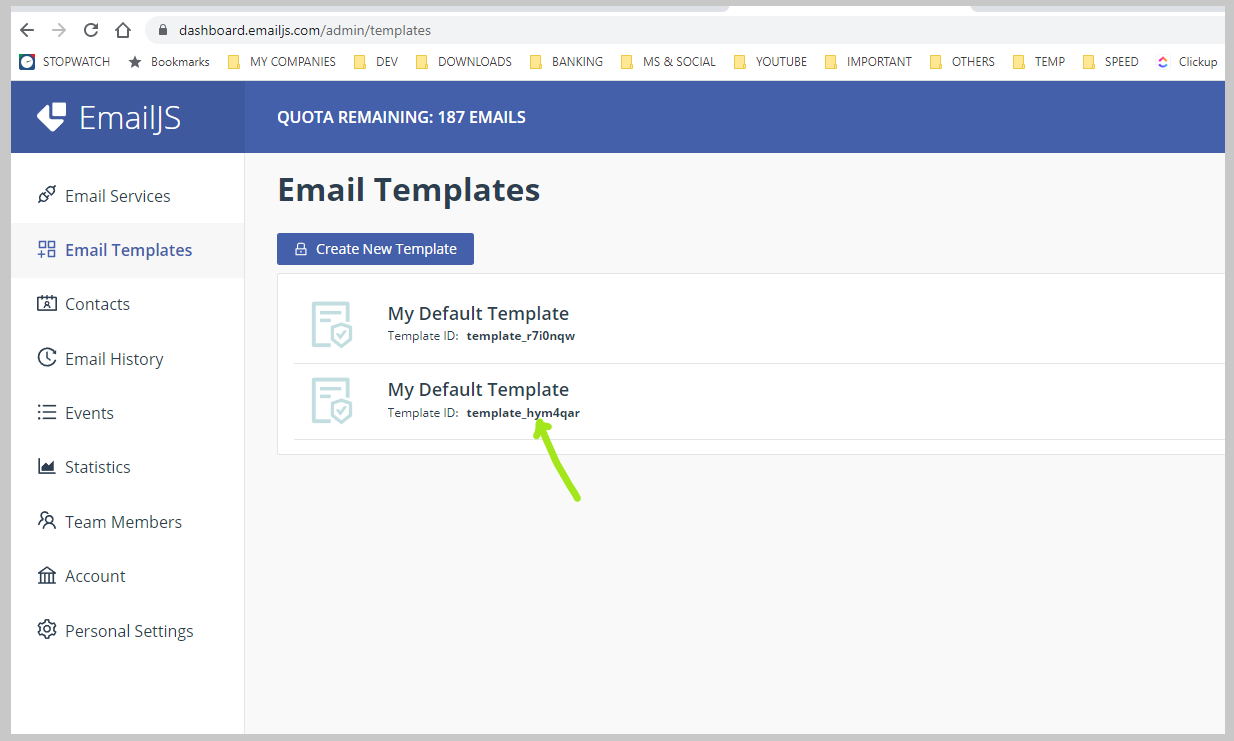 dashboard.emailjs.com/admin/templates
STOPWATCH Bookmarks MY COMPANIES DEV DOWNLOADS BANKING MS & SOCIAL YOUTUBE IMPORTANT OTHERS TEMP SPEED Clickup
EmailJS
QUOTA REMAINING: 187 EMAILS
Email Services
Email Templates
Contacts
Email History
Events
Statistics
Team Members
Account
Personal Settings
Email Templates
Create New Template
My Default Template
Template ID: template_r7i0nqw
My Default Template
Template ID: template_hym4qar